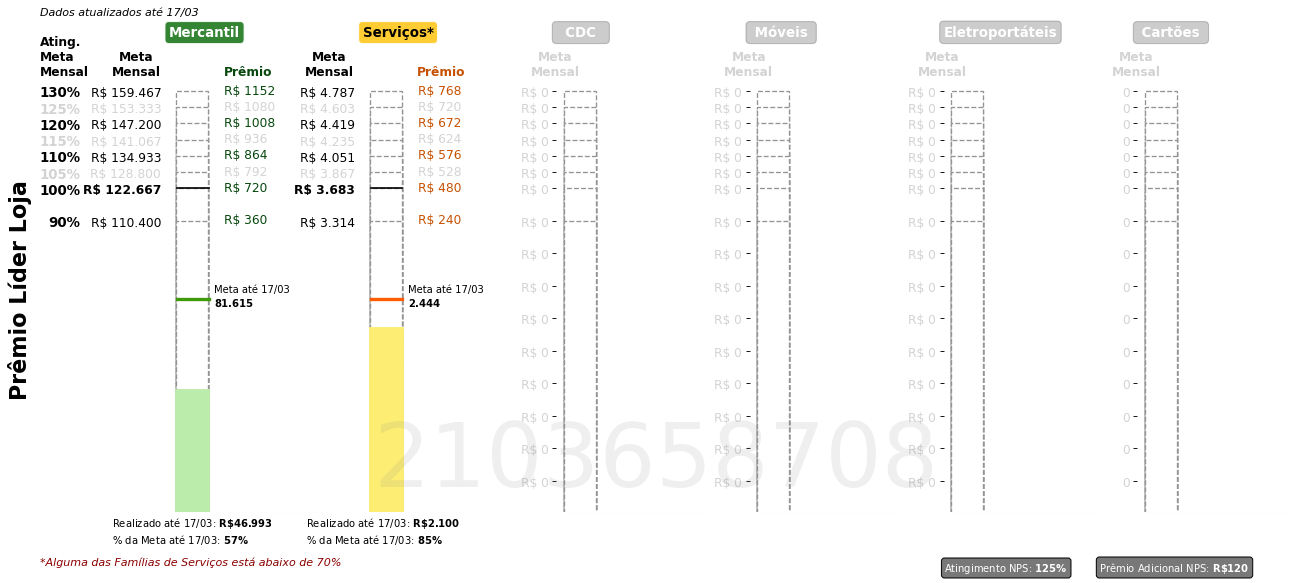 Dados atualizados até 17/03
Mercantil Serviços* CDC Móveis Eletroportáteis Cartões
Ating. Meta Mensal Meta Mensal Prêmio Meta Mensal Prêmio Meta Mensal Meta Mensal Meta Mensal Meta Mensal
130% R$ 159.467 R$ 1152 R$ 4.787 R$ 768 R$ 0 R$ 0 R$ 0 0
125% R$ 153.333 R$ 1080 R$ 4.603 R$ 720 R$ 0 R$ 0 R$ 0 0
120% R$ 147.200 R$ 1008 R$ 4.419 R$ 672 R$ 0 R$ 0 R$ 0 0
115% R$ 141.067 R$ 936 R$ 4.235 R$ 624 R$ 0 R$ 0 R$ 0 0
110% R$ 134.933 R$ 864 R$ 4.051 R$ 576 R$ 0 R$ 0 R$ 0 0
105% R$ 128.800 R$ 792 R$ 3.867 R$ 528 R$ 0 R$ 0 R$ 0 0
100% R$ 122.667 R$ 720 R$ 3.683 R$ 480 R$ 0 R$ 0 R$ 0 0
90% R$ 110.400 R$ 360 R$ 3.314 R$ 240 R$ 0 R$ 0 R$ 0 0
R$ 0 R$ 0 R$ 0 0
Meta até 17/03 Meta até 17/03 R$ 0 R$ 0 R$ 0 0
81.615 2.444
R$ 0 R$ 0 R$ 0 0
R$ 0 R$ 0 R$ 0 0
R$ 0 R$ 0 R$ 0 0
R$ 0 R$ 0 R$ 0 0
R$ 0 R$ 0 R$ 0 0
R$ 0 R$ 0 R$ 0 0
Prêmio Líder Loja
2103658708
Realizado até 17/03: R$46.993 Realizado até 17/03: R$2.100
% da Meta até 17/03: 57% % da Meta até 17/03: 85%
*Alguma das Famílias de Serviços está abaixo de 70%
Atingimento NPS: 125% Prêmio Adicional NPS: R$120